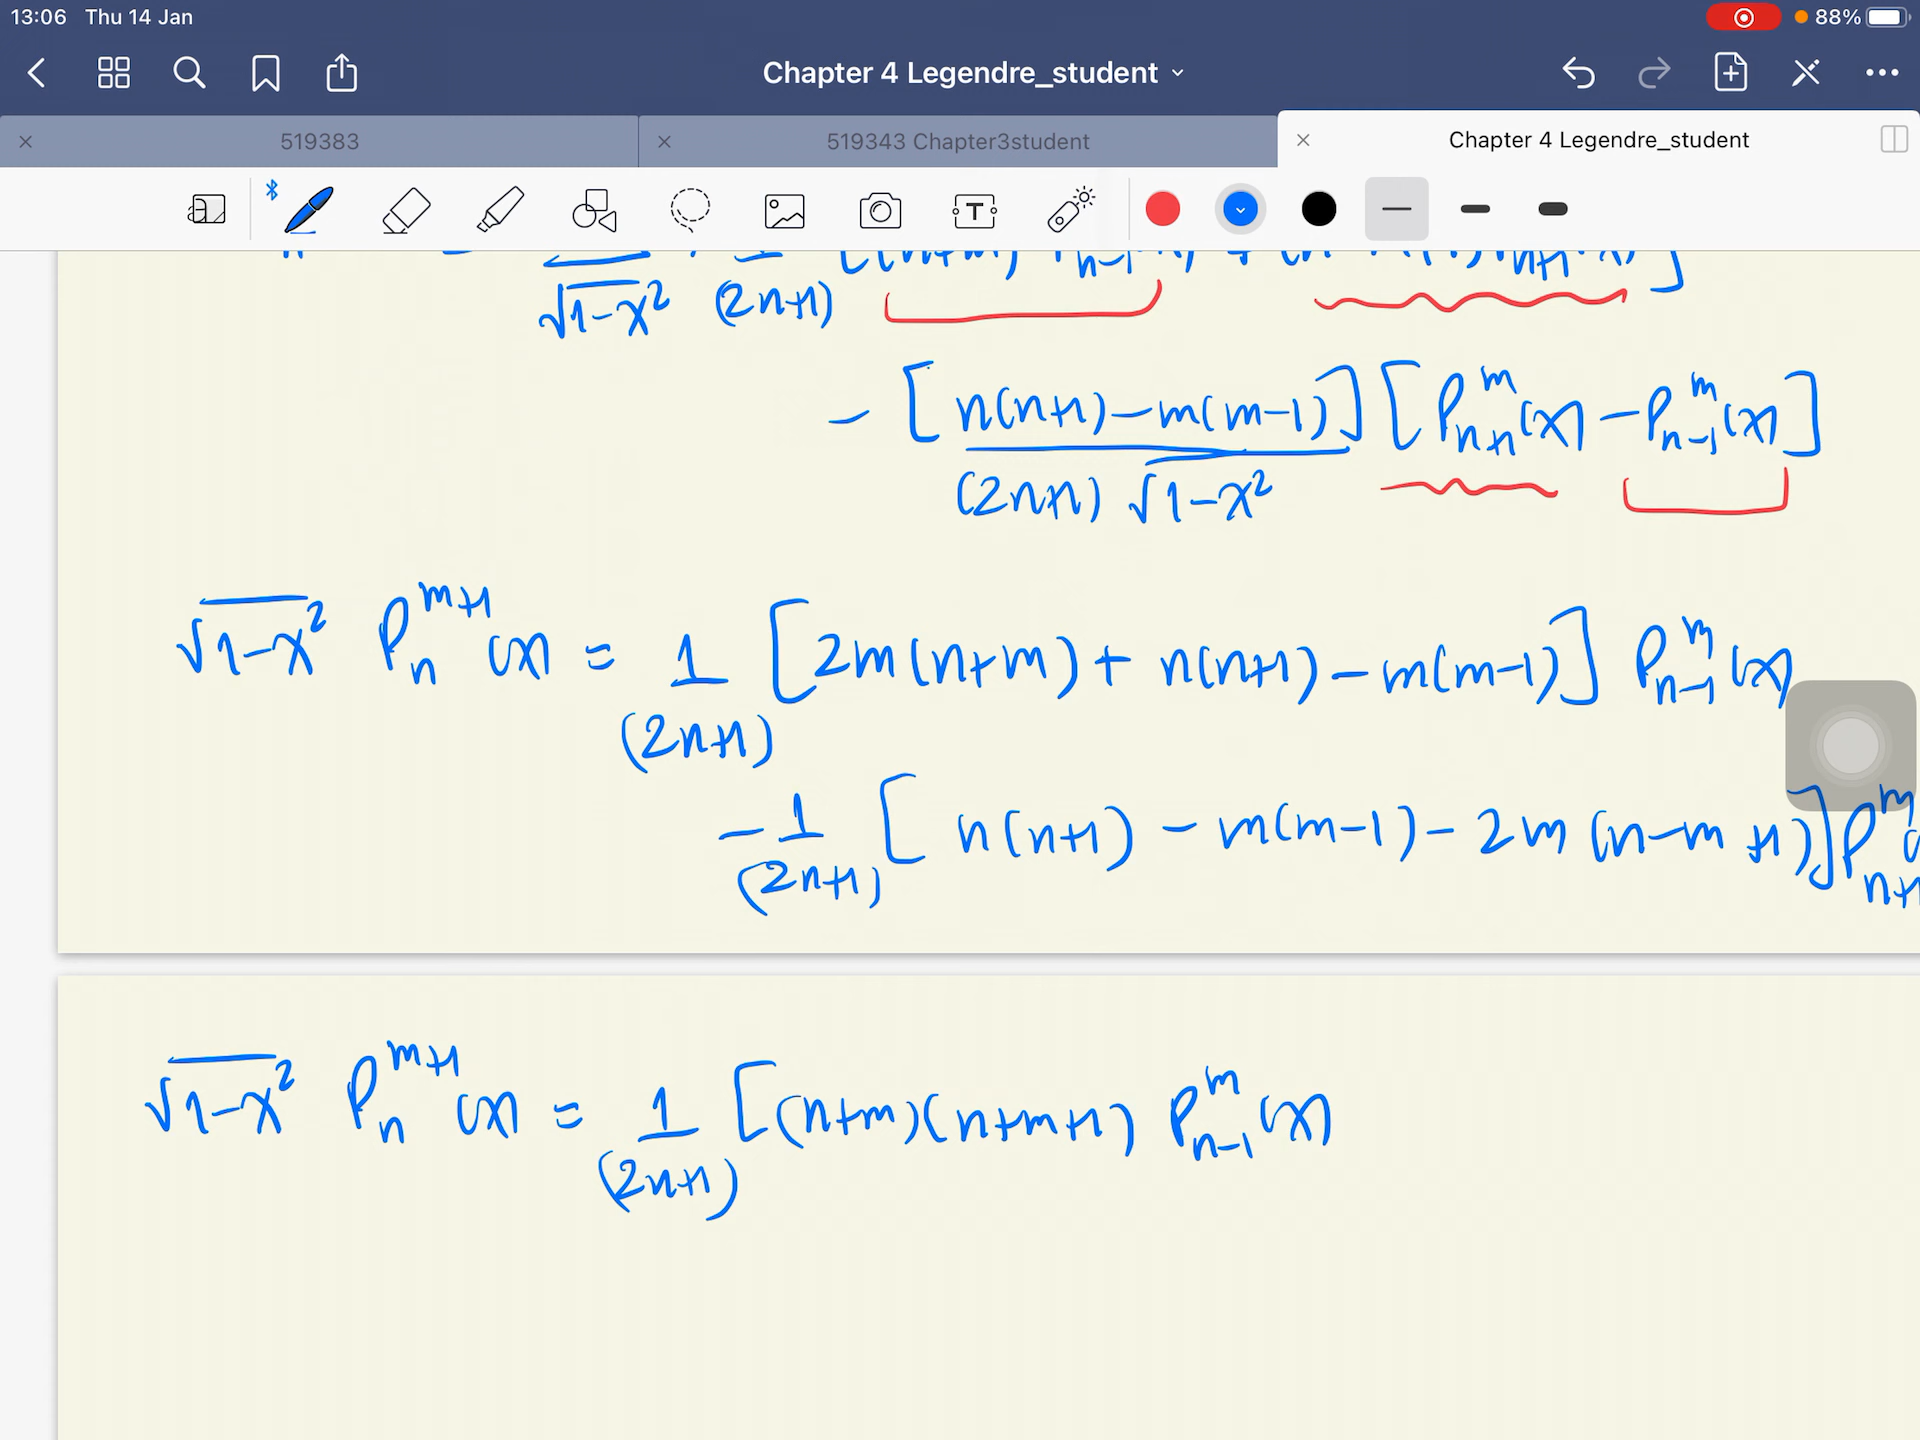 13:06 Thu 14 Jan 88%
Chapter 4 Legendre_student
519383 519343 Chapter3student Chapter 4 Legendre_student
√1-x² (2n+1)
- [n(n+1) - m(m-1)] [P^m_{n+1}(x) - P^m_{n-1}(x)]
(2n+1) √1-x²
√1-x² P_n^{m+1}(x) = 1/(2n+1) [2m(n+m) + n(n+1) - m(m-1)] P^m_{n-1}(x)
- 1/(2n+1) [n(n+1) - m(m-1) - 2m(n-m+1)] P^m_{n+1}
√1-x² P_n^{m+1}(x) = 1/(2n+1) [(n+m)(n+m+1) P^m_{n-1}(x)